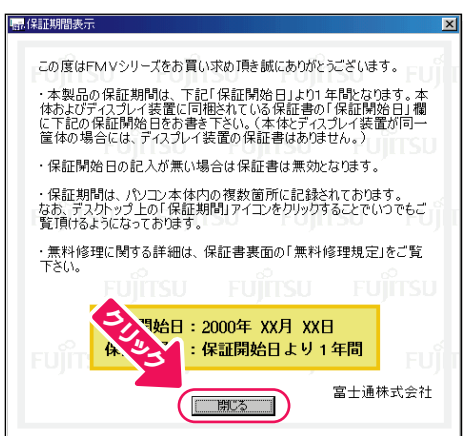 保証期間表示
この度はFMVシリーズをお買い求め頂き誠にありがとうございます。
・本製品の保証期間は、下記「保証開始日」より1年間となります。本
体およびディスプレイ装置に同梱されている保証書の「保証開始日」欄
に下記の保証開始日をお書き下さい。（本体とディスプレイ装置が同一
筐体の場合には、ディスプレイ装置の保証書はありません。）
・保証開始日の記入が無い場合は保証書は無効となります。
・保証期間は、パソコン本体内の複数箇所に記録されております。
なお、デスクトップ上の「保証期間」アイコンをクリックすることでいつでもご
覧頂けるようになっております。
・無料修理に関する詳細は、保証書裏面の「無料修理規定」をご覧
下さい。
開始日：2000年 XX月 XX日
保 ：保証開始日より1年間
クリック
閉じる
富士通株式会社
FUJITSU FUJITSU FUJITSU